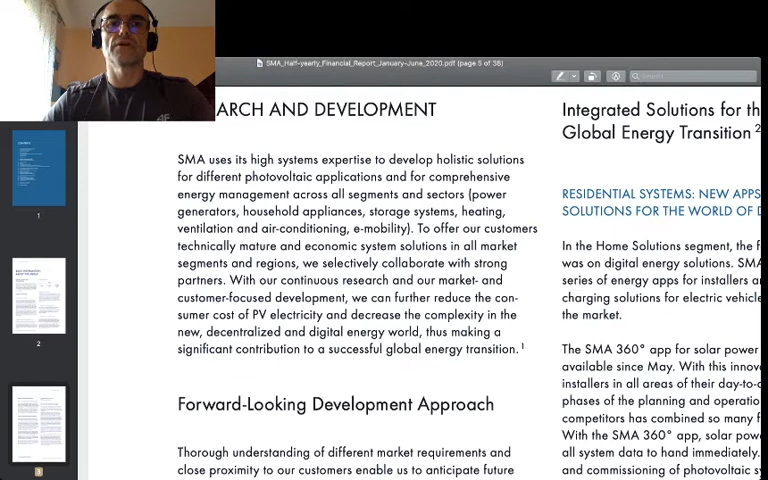 SMA_Half-yearly_Financial_Report_January-June_2020.pdf (page 5 of 38)
Search
ARCH AND DEVELOPMENT
SMA uses its high systems expertise to develop holistic solutions
for different photovoltaic applications and for comprehensive
energy management across all segments and sectors (power
generators, household appliances, storage systems, heating,
ventilation and air-conditioning, e-mobility). To offer our customers
technically mature and economic system solutions in all market
segments and regions, we selectively collaborate with strong
partners. With our continuous research and our market- and
customer-focused development, we can further reduce the con-
sumer cost of PV electricity and decrease the complexity in the
new, decentralized and digital energy world, thus making a
significant contribution to a successful global energy transition. 1
Forward-Looking Development Approach
Thorough understanding of different market requirements and
close proximity to our customers enable us to anticipate future
Integrated Solutions for th
Global Energy Transition 2
RESIDENTIAL SYSTEMS: NEW APPS
SOLUTIONS FOR THE WORLD OF
In the Home Solutions segment, the f
was on digital energy solutions. SMA
series of energy apps for installers
charging solutions for electric vehicle
the market.
The SMA 360° app for solar power
available since May. With this innov
installers in all areas of their day-to-
phases of the planning and operatio
competitors has combined so many f
With the SMA 360° app, solar pow
all system data to hand immediately.
and commissioning of photovoltaic
1
2
3